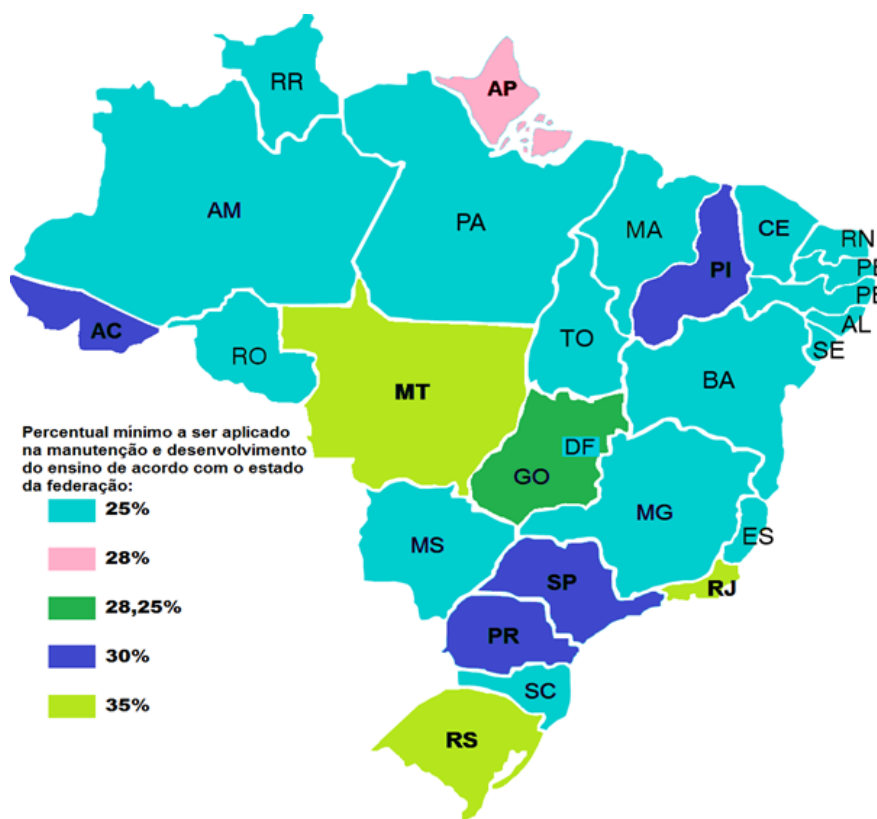 RR
AP
AM
PA
MA
CE
RN
PI
PE
AC
AL
RO
TO
SE
MT
BA
Percentual mínimo a ser aplicado
na manutenção e desenvolvimento
do ensino de acordo com o estado
da federação:
DF
GO
25%
MG
MS
ES
28%
SP
RJ
28,25%
PR
30%
SC
35%
RS